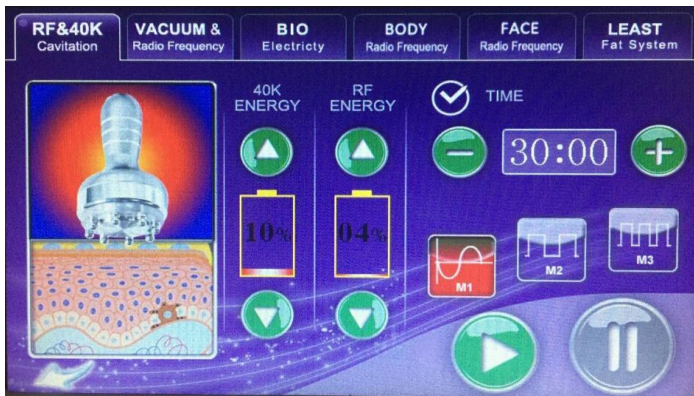 RF&40K
Cavitation
VACUUM &
Radio Frequency
BIO
Electricty
BODY
Radio Frequency
FACE
Radio Frequency
LEAST
Fat System
40K
ENERGY
RF
ENERGY
TIME
30:00
10%
04%
M1
M2
M3